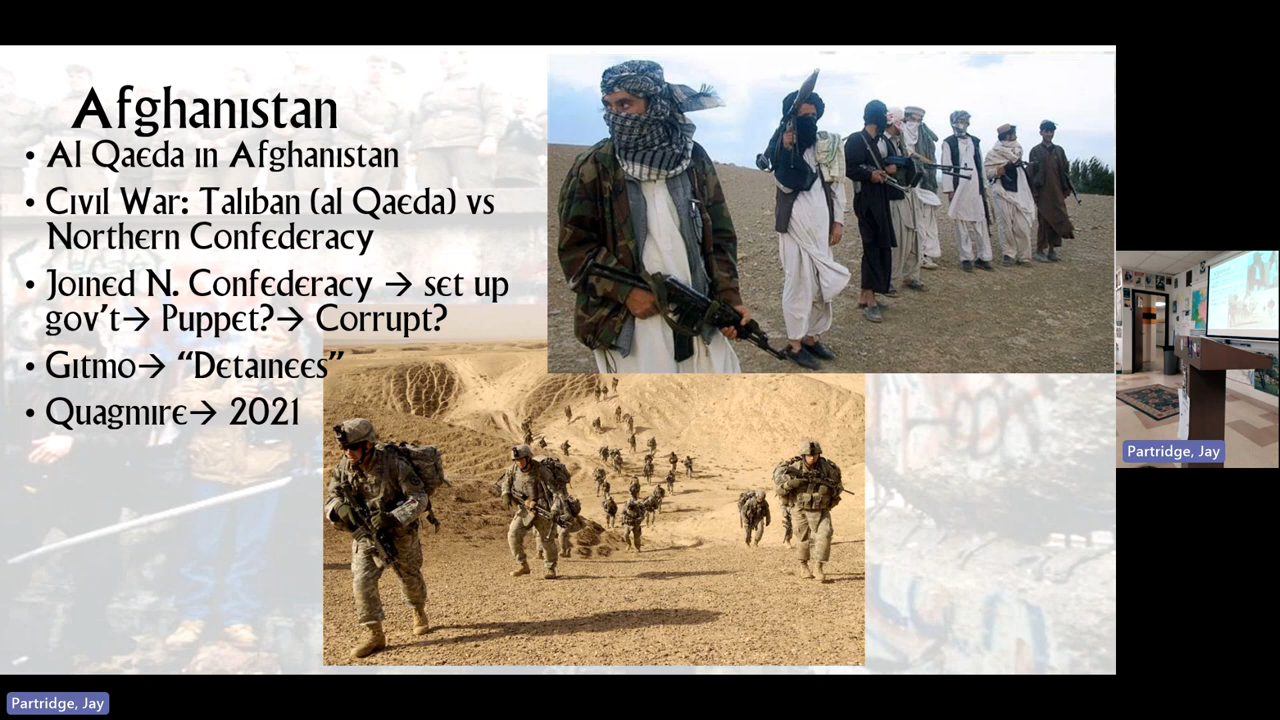 Afghanistan
• Al Qaeda in Afghanistan
• Civil War: Taliban (al Qaeda) vs
Northern Confederacy
• Joined N. Confederacy → set up
gov't→ Puppet?→ Corrupt?
• Gitmo→ “Detainees”
• Quagmire→ 2021
Partridge, Jay
Partridge, Jay